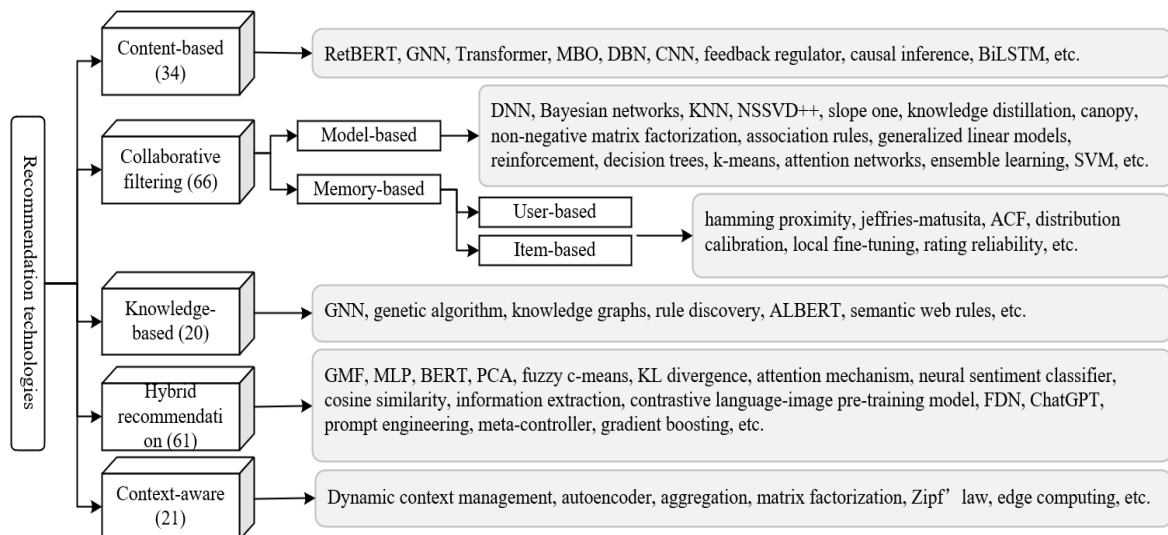 Recommendation technologies
Content-based
(34)
RetBERT, GNN, Transformer, MBO, DBN, CNN, feedback regulator, causal inference, BiLSTM, etc.
Collaborative
filtering (66)
Model-based
DNN, Bayesian networks, KNN, NSSVD++, slope one, knowledge distillation, canopy,
non-negative matrix factorization, association rules, generalized linear models,
reinforcement, decision trees, k-means, attention networks, ensemble learning, SVM, etc.
Memory-based
User-based
Item-based
hamming proximity, jeffries-matusita, ACF, distribution
calibration, local fine-tuning, rating reliability, etc.
Knowledge-
based (20)
GNN, genetic algorithm, knowledge graphs, rule discovery, ALBERT, semantic web rules, etc.
Hybrid
recommendati
on (61)
GMF, MLP, BERT, PCA, fuzzy c-means, KL divergence, attention mechanism, neural sentiment classifier,
cosine similarity, information extraction, contrastive language-image pre-training model, FDN, ChatGPT,
prompt engineering, meta-controller, gradient boosting, etc.
Context-aware
(21)
Dynamic context management, autoencoder, aggregation, matrix factorization, Zipf’ law, edge computing, etc.